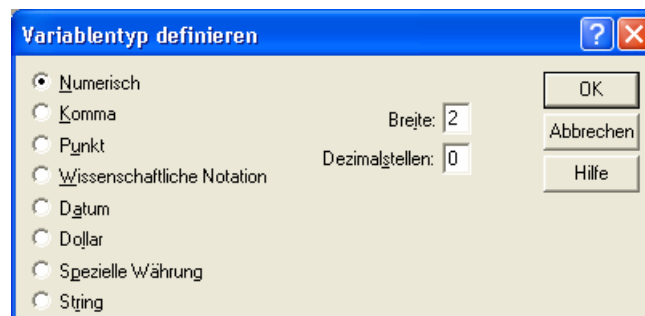 Variablentyp definieren
Numerisch
Komma
Punkt
Wissenschaftliche Notation
Datum
Dollar
Spezielle Währung
String
Breite: 2
Dezimalstellen: 0
OK
Abbrechen
Hilfe